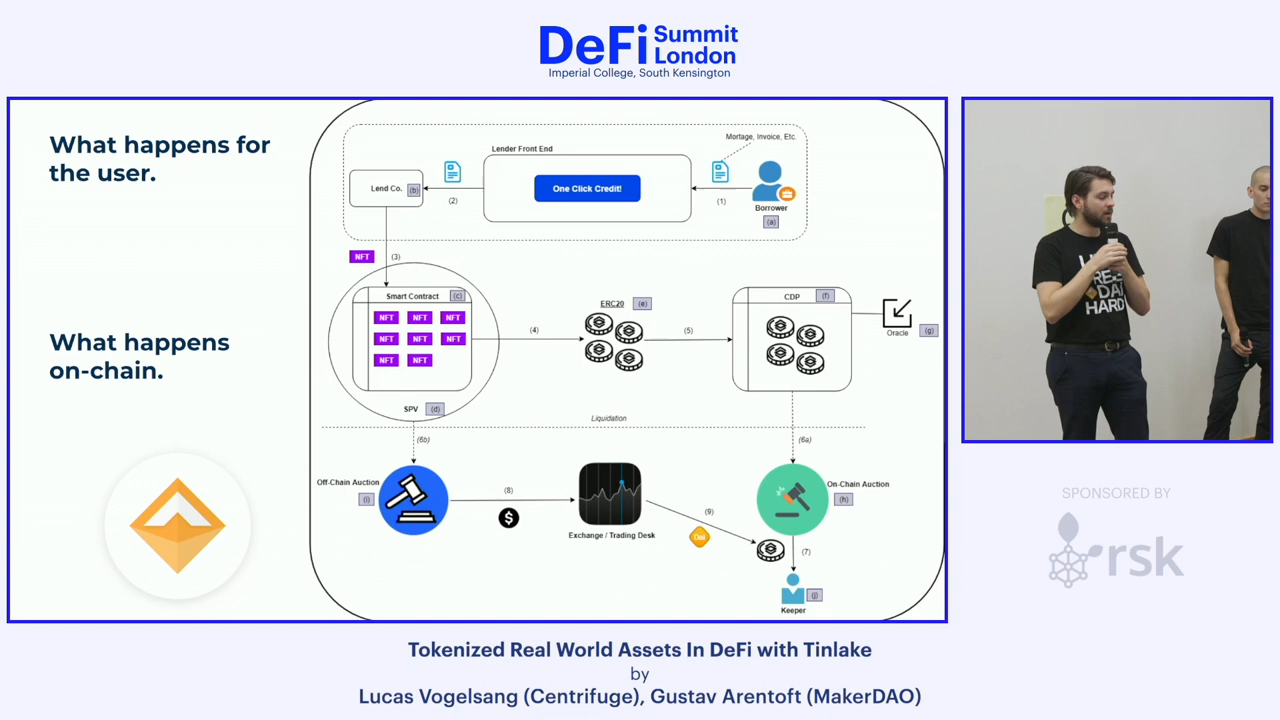 DeFi Summit
London
Imperial College, South Kensington
What happens for
the user.
What happens
on-chain.
Mortage, Invoice, Etc.
Lender Front End
Lend Co.
(b)
(2)
One Click Credit!
(1)
Borrower
(a)
NFT
(3)
Smart Contract
(c)
NFT NFT NFT
NFT NFT NFT
NFT NFT
SPV
(d)
(4)
ERC20
(e)
(5)
CDP
(f)
Oracle
(g)
Liquidation
(6b)
(6a)
Off-Chain Auction
(i)
(8)
$
Exchange / Trading Desk
(9)
Dai
On-Chain Auction
(h)
(7)
(j)
Keeper
DAI
HARD
SPONSORED BY
rsk
Tokenized Real World Assets In DeFi with Tinlake
by
Lucas Vogelsang (Centrifuge), Gustav Arentoft (MakerDAO)